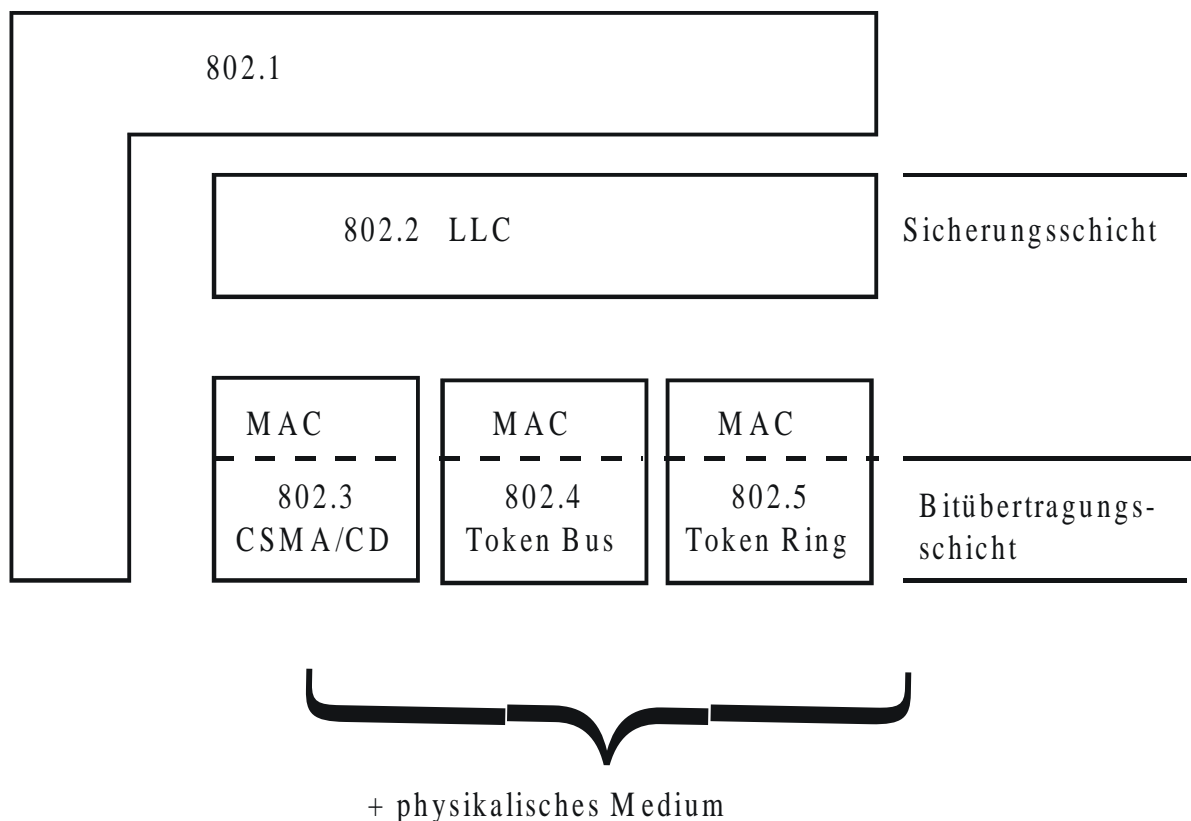 802.1
802.2 LLC
Sicherungsschicht
MAC
MAC
MAC
802.3
CSMA/CD
802.4
Token Bus
802.5
Token Ring
Bitübertragungs-
schicht
+ physikalisches Medium